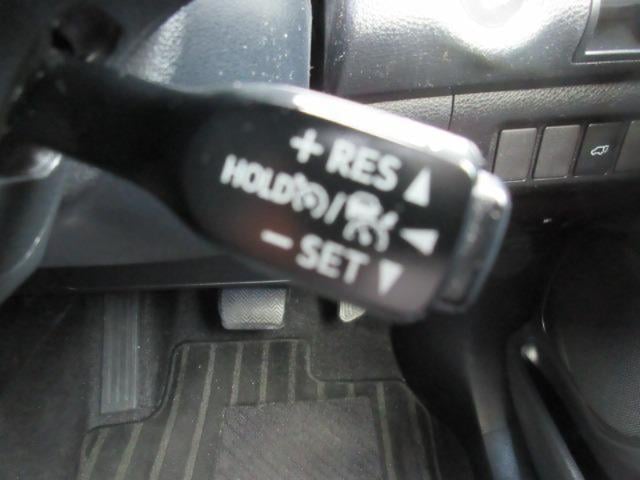 + RES ▲
HOLD / ◀
− SET ▼